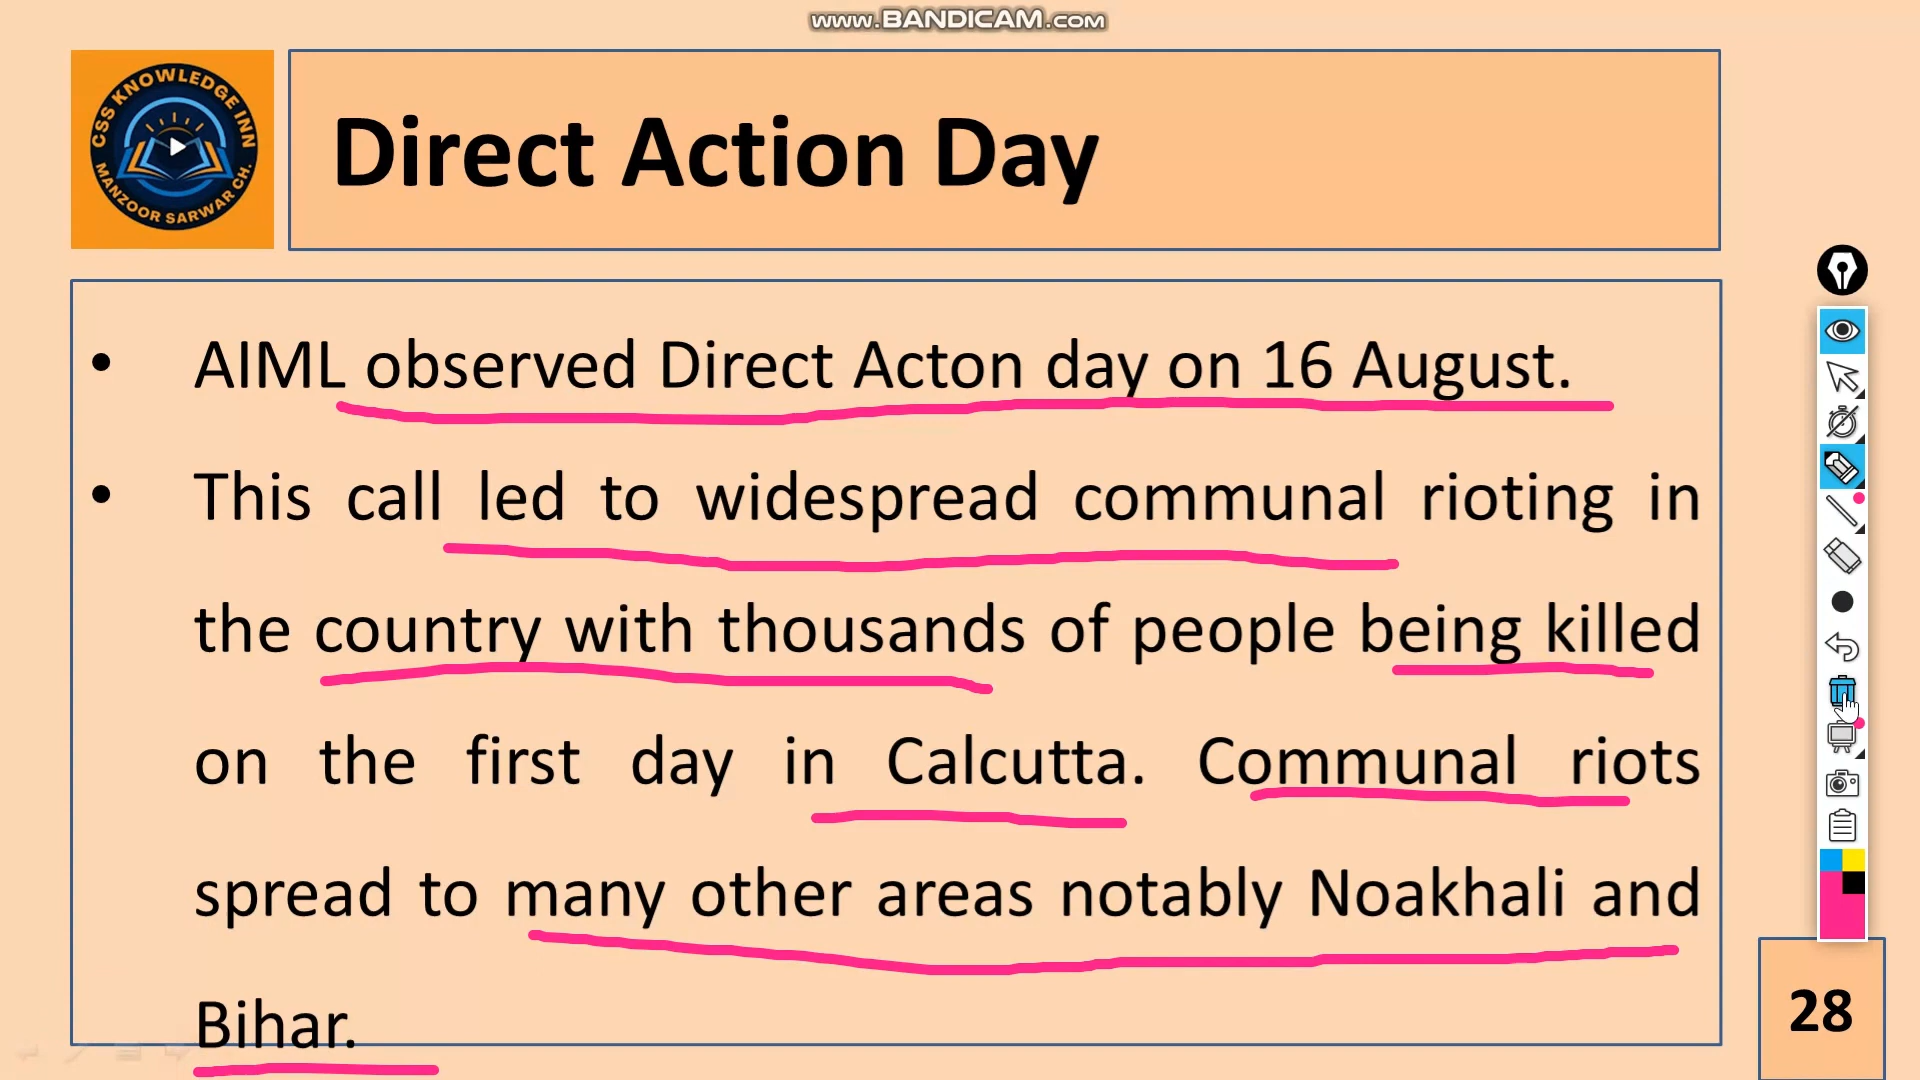 www.BANDICAM.com
CSS KNOWLEDGE INN
MANZOOR SARWAR CH.
Direct Action Day
• AIML observed Direct Acton day on 16 August.
• This call led to widespread communal rioting in
the country with thousands of people being killed
on the first day in Calcutta. Communal riots
spread to many other areas notably Noakhali and
Bihar.
28